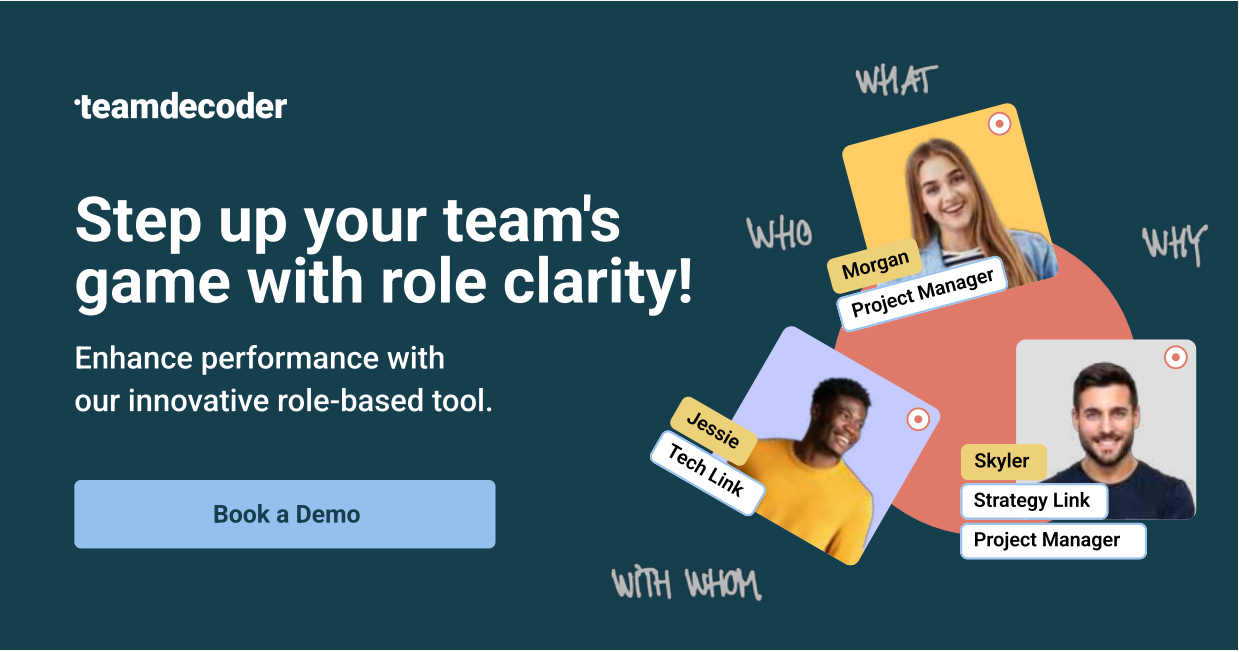 teamdecoder
Step up your team's
game with role clarity!
Enhance performance with
our innovative role-based tool.
Book a Demo
WHAT
WHO
WHY
Morgan
Project Manager
Jessie
Tech Link
Skyler
Strategy Link
Project Manager
WITH WHOM